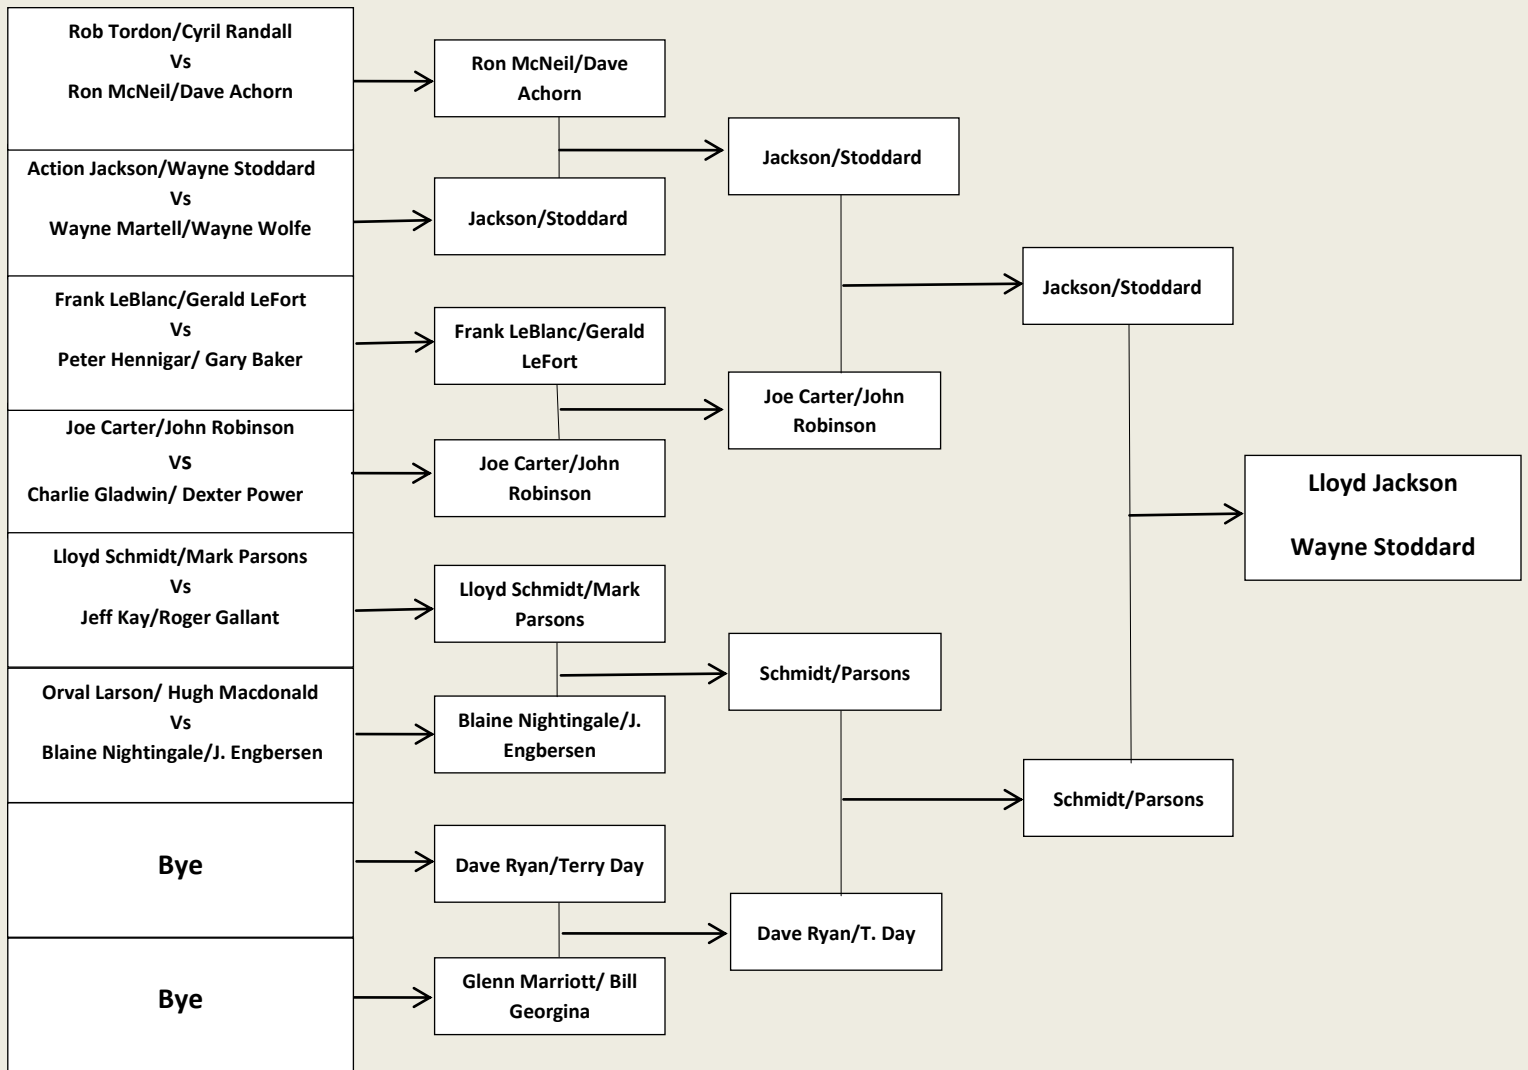 Rob Tordon/Cyril Randall
Vs
Ron McNeil/Dave Achorn
Action Jackson/Wayne Stoddard
Vs
Wayne Martell/Wayne Wolfe
Frank LeBlanc/Gerald LeFort
Vs
Peter Hennigar/ Gary Baker
Joe Carter/John Robinson
VS
Charlie Gladwin/ Dexter Power
Lloyd Schmidt/Mark Parsons
Vs
Jeff Kay/Roger Gallant
Orval Larson/ Hugh Macdonald
Vs
Blaine Nightingale/J. Engbersen
Bye
Bye
Ron McNeil/Dave
Achorn
Jackson/Stoddard
Frank LeBlanc/Gerald
LeFort
Joe Carter/John
Robinson
Lloyd Schmidt/Mark
Parsons
Blaine Nightingale/J.
Engbersen
Dave Ryan/Terry Day
Glenn Marriott/ Bill
Georgina
Jackson/Stoddard
Joe Carter/John
Robinson
Schmidt/Parsons
Dave Ryan/T. Day
Jackson/Stoddard
Schmidt/Parsons
Lloyd Jackson
Wayne Stoddard